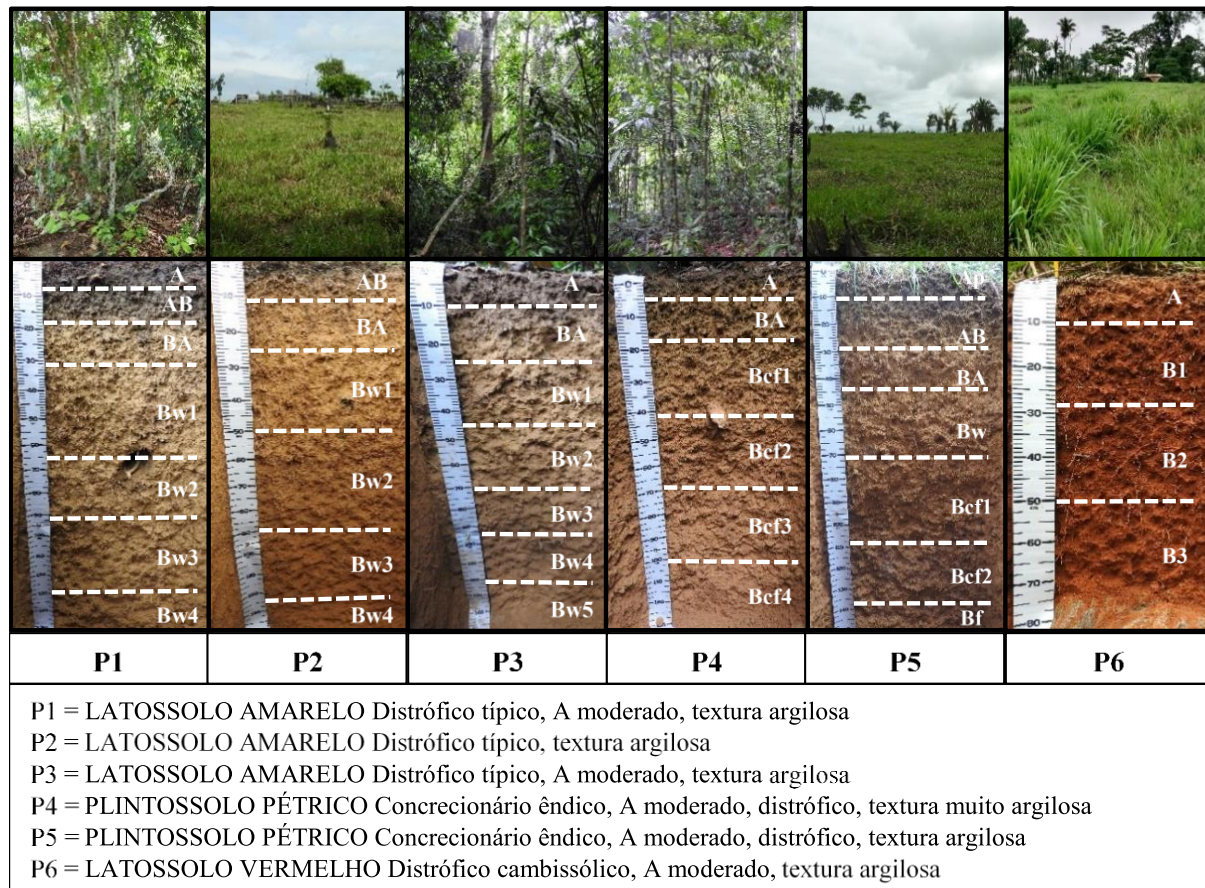 A
AB
BA
Bw1
Bw2
Bw3
Bw4
AB
BA
Bw1
Bw2
Bw3
Bw4
A
BA
Bw1
Bw2
Bw3
Bw4
Bw5
A
BA
Bcf1
Bcf2
Bcf3
Bcf4
Ap
AB
BA
Bw
Bcf1
Bcf2
Bf
A
B1
B2
B3
P1 P2 P3 P4 P5 P6
P1 = LATOSSOLO AMARELO Distrófico típico, A moderado, textura argilosa
P2 = LATOSSOLO AMARELO Distrófico típico, textura argilosa
P3 = LATOSSOLO AMARELO Distrófico típico, A moderado, textura argilosa
P4 = PLINTOSSOLO PÉTRICO Concrecionário êndico, A moderado, distrófico, textura muito argilosa
P5 = PLINTOSSOLO PÉTRICO Concrecionário êndico, A moderado, distrófico, textura argilosa
P6 = LATOSSOLO VERMELHO Distrófico cambissólico, A moderado, textura argilosa